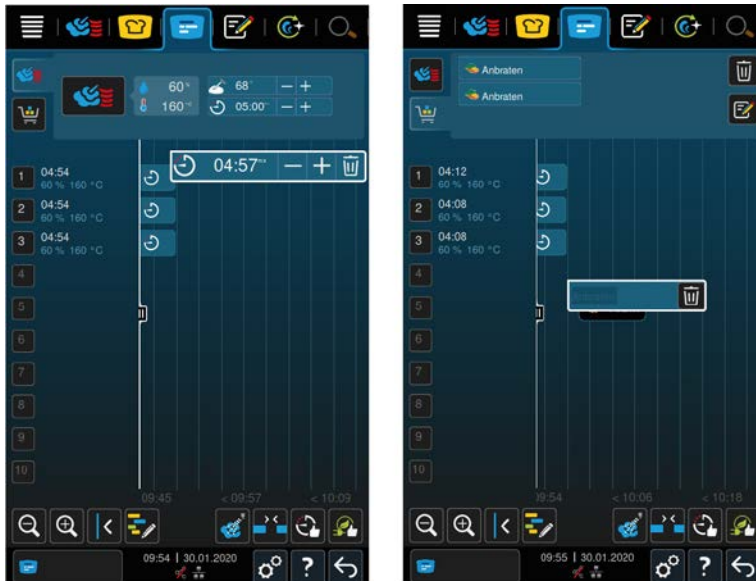 60 % 68 °
160 °C 05:00
04:57
1 04:54
60 % 160 °C
2 04:54
60 % 160 °C
3 04:54
60 % 160 °C
4
5
6
7
8
9
10
09:45 < 09:57 < 10:09
09:54 | 30.01.2020
?
Anbraten
Anbraten
1 04:12
60 % 160 °C
2 04:08
60 % 160 °C
3 04:08
60 % 160 °C
4
5
6
7
8
9
10
09:54 < 10:06 < 10:18
09:55 | 30.01.2020
?